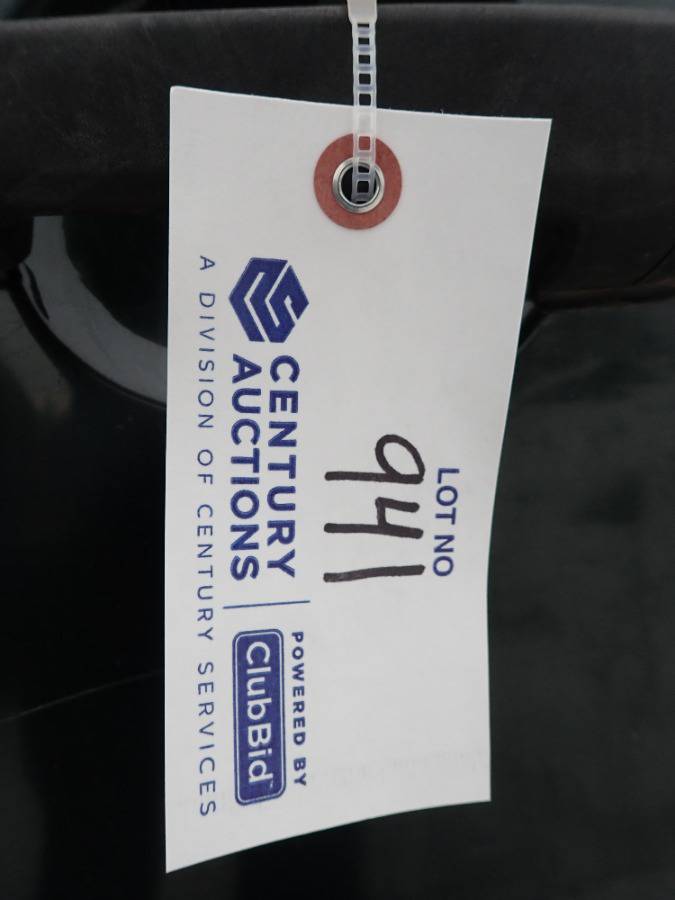 LOT NO
941
CENTURY
AUCTIONS
POWERED BY
ClubBid
A DIVISION OF CENTURY SERVICES